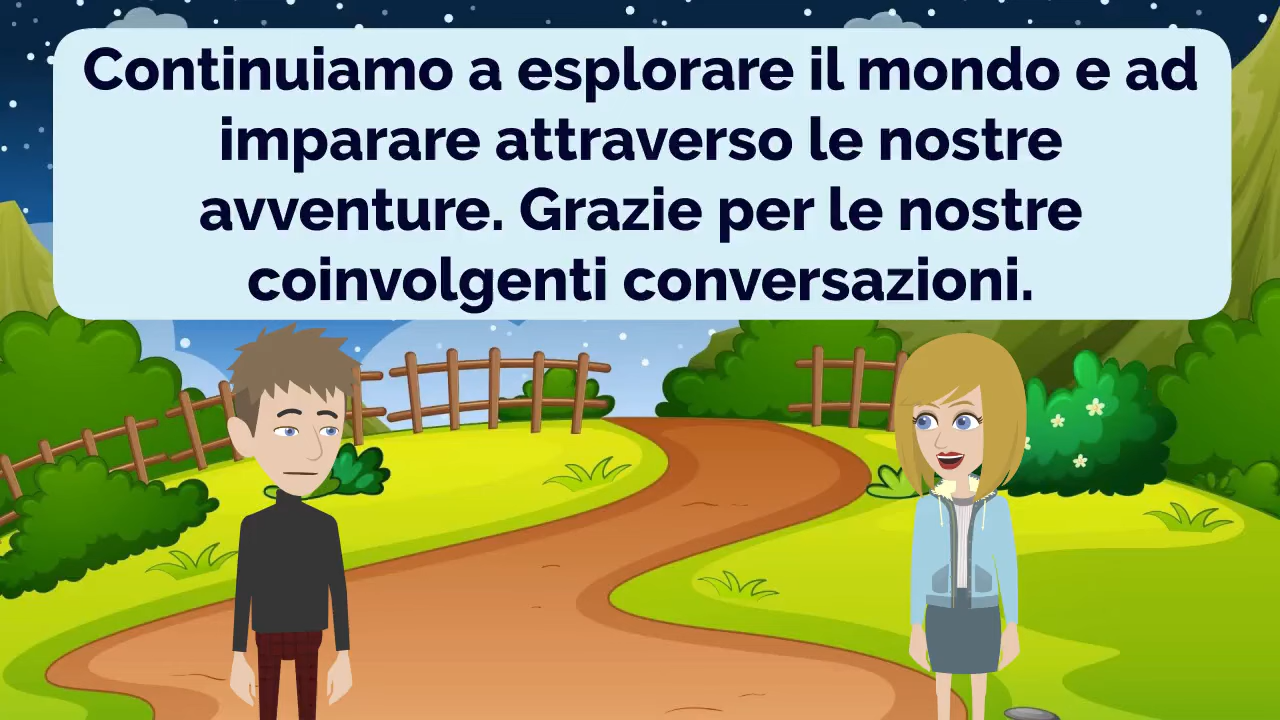 Continuiamo a esplorare il mondo e ad
imparare attraverso le nostre
avventure. Grazie per le nostre
coinvolgenti conversazioni.